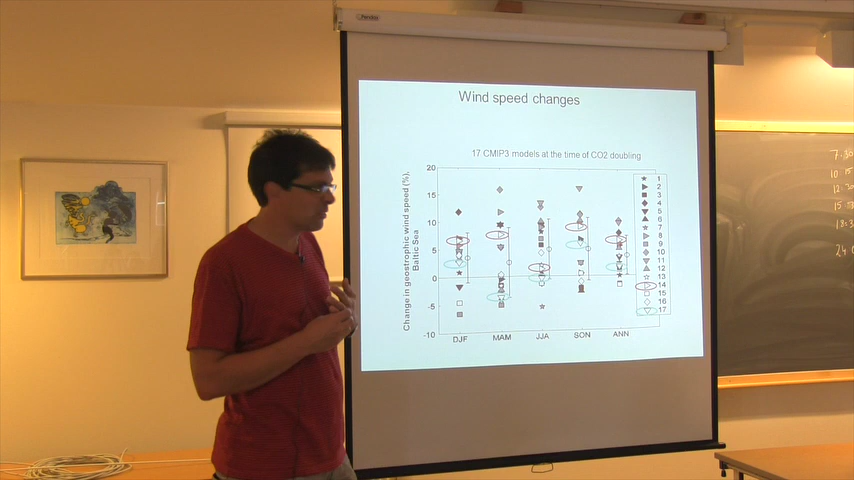 Wind speed changes
17 CMIP3 models at the time of CO2 doubling
Change in geostrophic wind speed (%),
Baltic Sea
20
15
10
5
0
-5
-10
DJF
MAM
JJA
SON
ANN
1
2
3
4
5
6
7
8
9
10
11
12
13
14
15
16
17
7.30